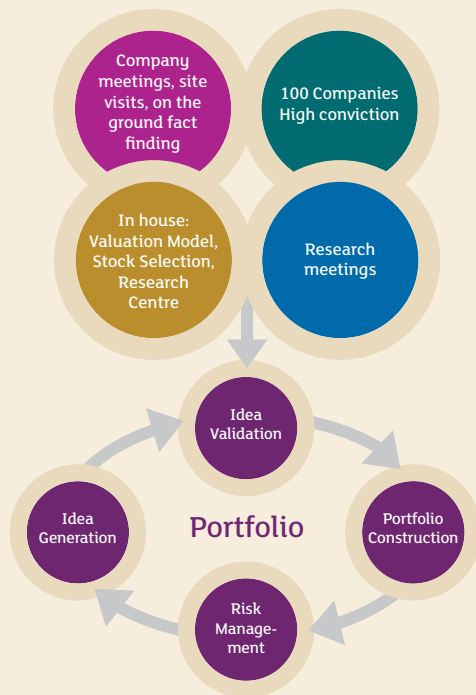 Company
meetings, site
visits, on the
ground fact
finding
100 Companies
High conviction
In house:
Valuation Model,
Stock Selection,
Research
Centre
Research
meetings
Idea
Validation
Idea
Generation
Portfolio
Portfolio
Construction
Risk
Manage-
ment